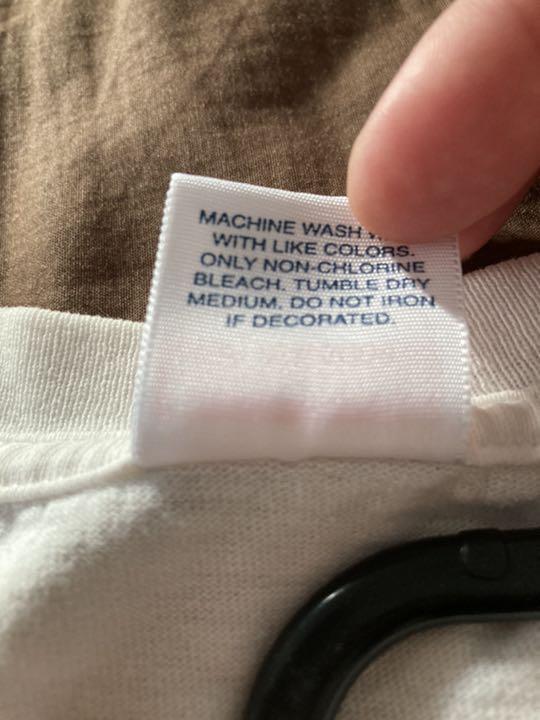 MACHINE WASH
WITH LIKE COLORS.
ONLY NON-CHLORINE
BLEACH. TUMBLE DRY
MEDIUM. DO NOT IRON
IF DECORATED.